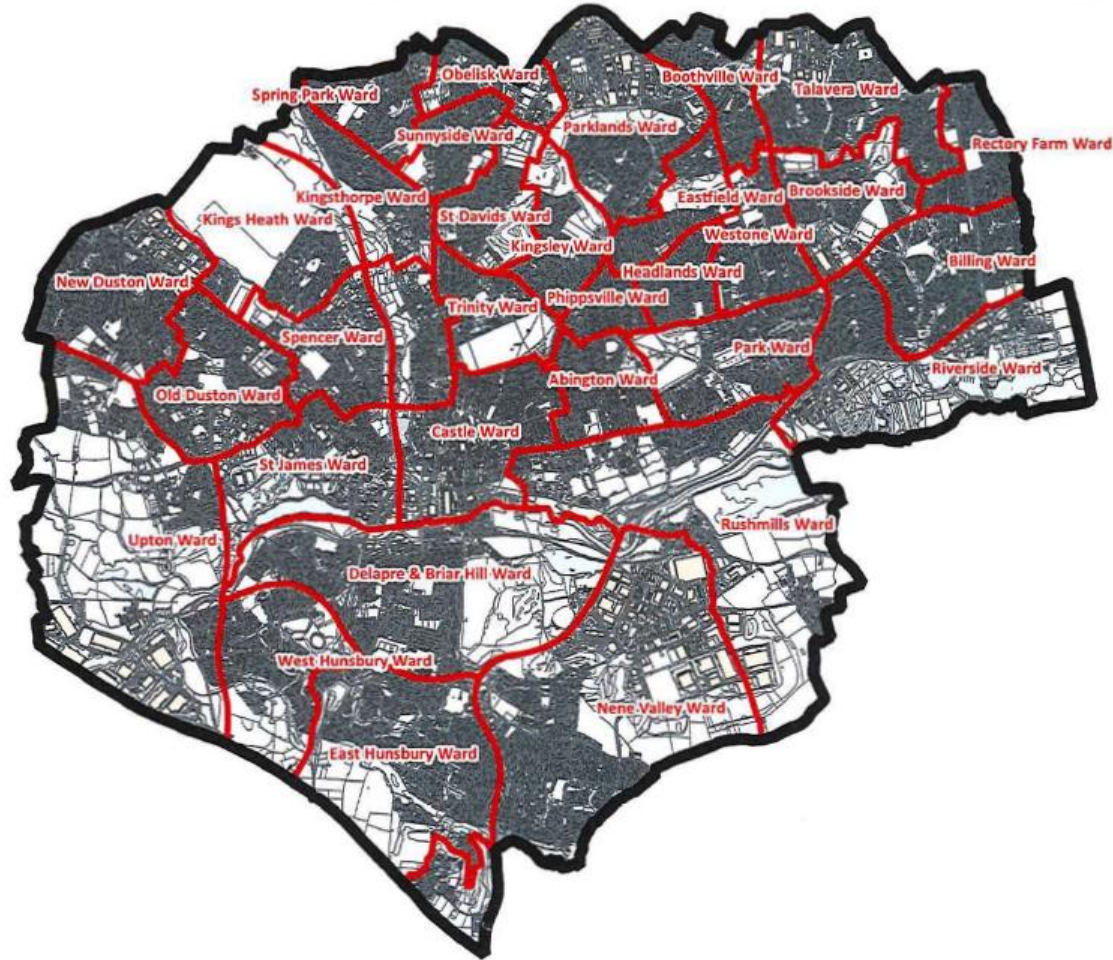 Obelisk Ward
Boothville Ward
Spring Park Ward
Talavera Ward
Sunnyside Ward
Parklands Ward
Rectory Farm Ward
Kingsthorpe Ward
Eastfield Ward
Brookside Ward
Kings Heath Ward
St Davids Ward
Kingsley Ward
Westone Ward
Billing Ward
New Duston Ward
Headlands Ward
Trinity Ward
Phippsville Ward
Spencer Ward
Park Ward
Riverside Ward
Old Duston Ward
Abington Ward
Castle Ward
St James Ward
Rushmills Ward
Upton Ward
Delapre & Briar Hill Ward
West Hunsbury Ward
Nene Valley Ward
East Hunsbury Ward